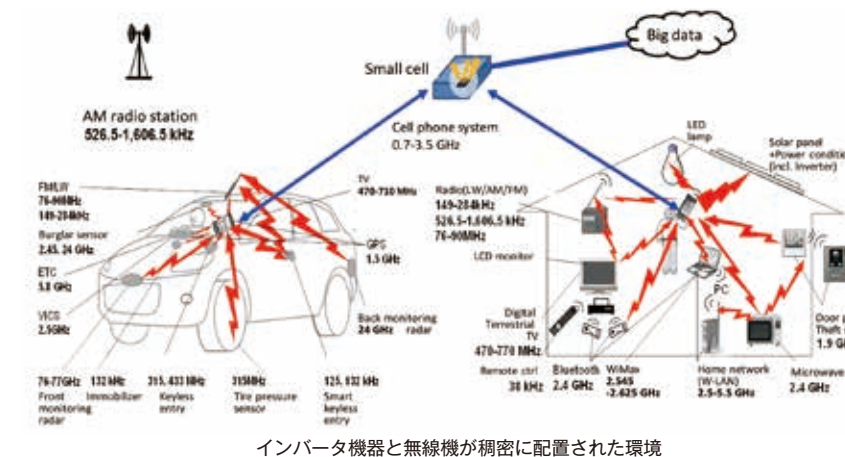 Big data
Small cell
AM radio station
526.5-1,606.5 kHz
Cell phone system
0.7-3.5 GHz
LED
lamp
Solar panel
+Power conditio
(incl. Inverter)
FM/LW
76-90MHz
149-284kHz
TV
470-730 MHz
Radio(LW/AM/FM)
149-284kHz
526.5-1,606.5 kHz
76-90MHz
Burglar sensor
2.45, 24 GHz
GPS
1.5 GHz
ETC
5.8 GHz
LCD monitor
VICS
2.5GHz
Back monitoring
24 GHz radar
PC
Digital
Terrestrial
TV
470-770 MHz
Door p
Theft
1.9 G
76-77GHz
Front
monitoring
radar
132 kHz
Immobilizer
315, 433 MHz
Keyless
entry
315MHz
Tire pressure
sensor
125, 132 kHz
Smart
keyless
entry
Remote ctrl
38 kHz
Bluetooth
2.4 GHz
WiMax
2.545
-2.625 GHz
Home network
(W-LAN)
2.5-5.5 GHz
Microwave
2.4 GHz
インバータ機器と無線機が稠密に配置された環境